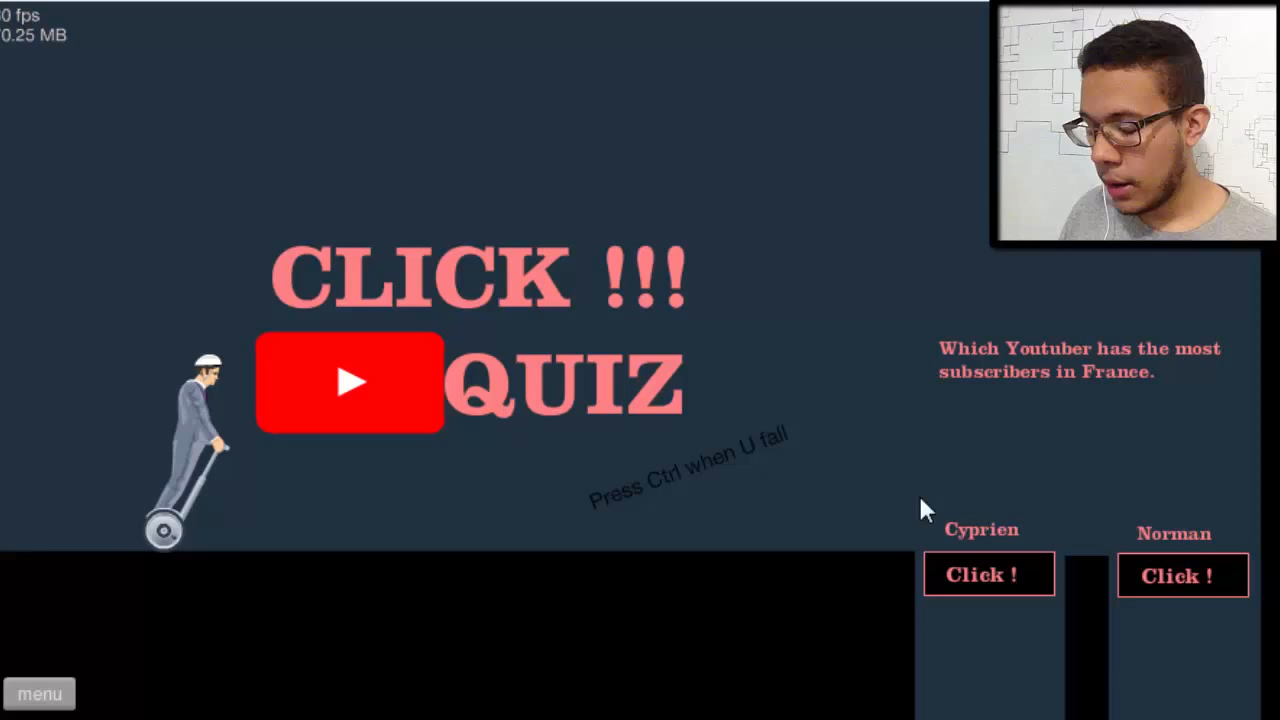 0 fps
0.25 MB
CLICK !!!
QUIZ
Which Youtuber has the most
subscribers in France.
Press Ctrl when U fall
Cyprien
Norman
Click !
Click !
menu